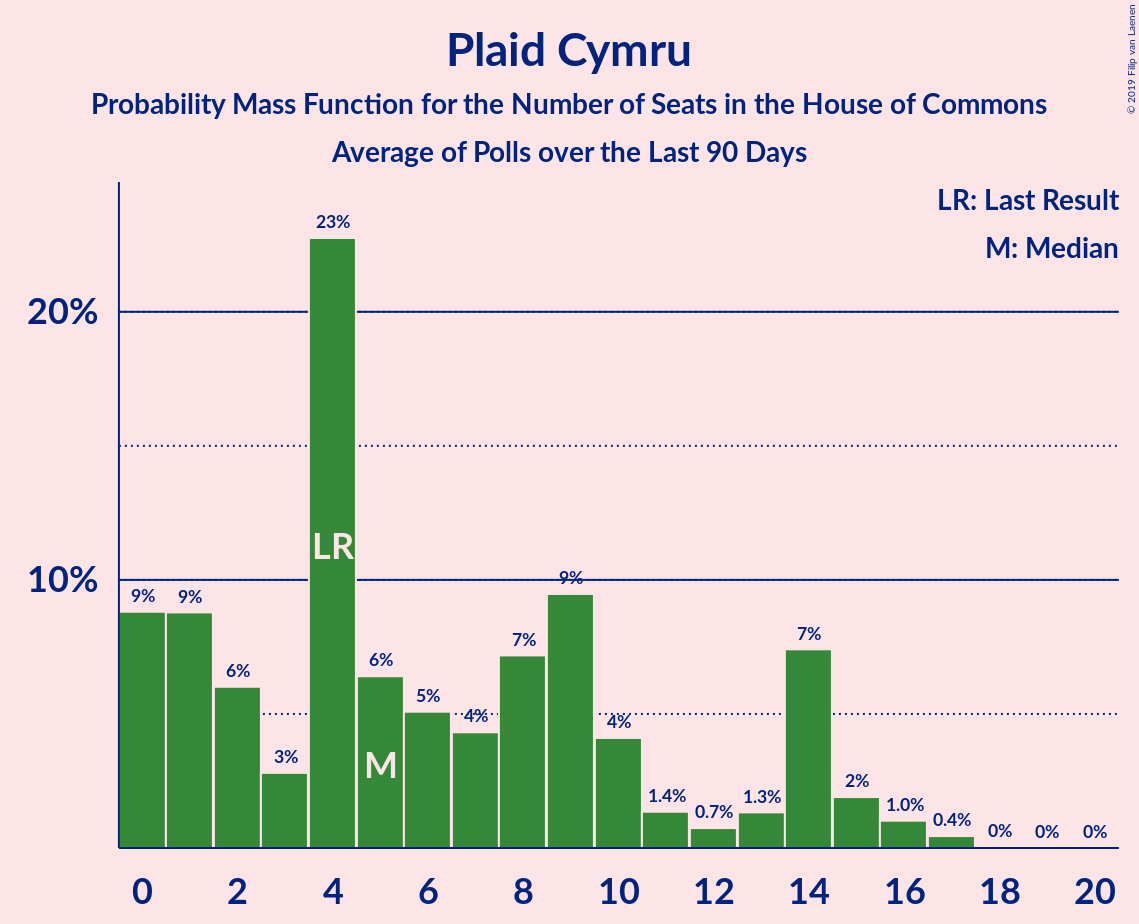 Plaid Cymru
Probability Mass Function for the Number of Seats in the House of Commons
Average of Polls over the Last 90 Days
© 2019 Filip van Laenen
LR: Last Result
M: Median
20%
10%
9%
9%
6%
3%
23%
6%
5%
4%
7%
9%
4%
1.4%
0.7%
1.3%
7%
2%
1.0%
0.4%
0%
0%
0%
LR
M
0 2 4 6 8 10 12 14 16 18 20